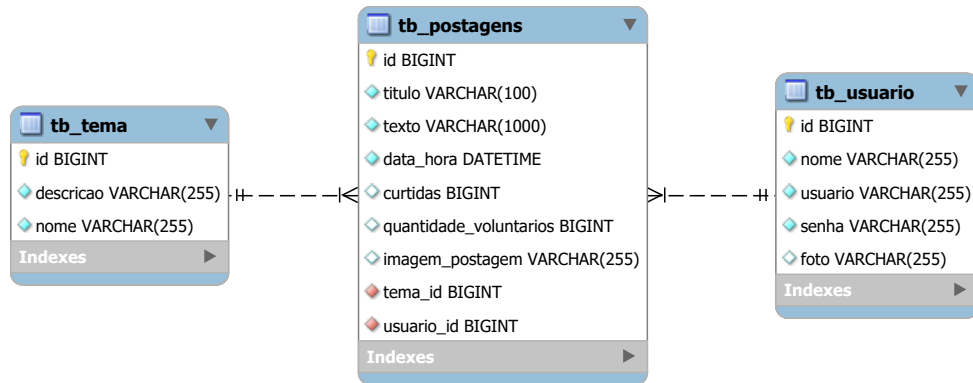 tb_tema
id BIGINT
descricao VARCHAR(255)
nome VARCHAR(255)
Indexes
tb_postagens
id BIGINT
titulo VARCHAR(100)
texto VARCHAR(1000)
data_hora DATETIME
curtidas BIGINT
quantidade_voluntarios BIGINT
imagem_postagem VARCHAR(255)
tema_id BIGINT
usuario_id BIGINT
Indexes
tb_usuario
id BIGINT
nome VARCHAR(255)
usuario VARCHAR(255)
senha VARCHAR(255)
foto VARCHAR(255)
Indexes